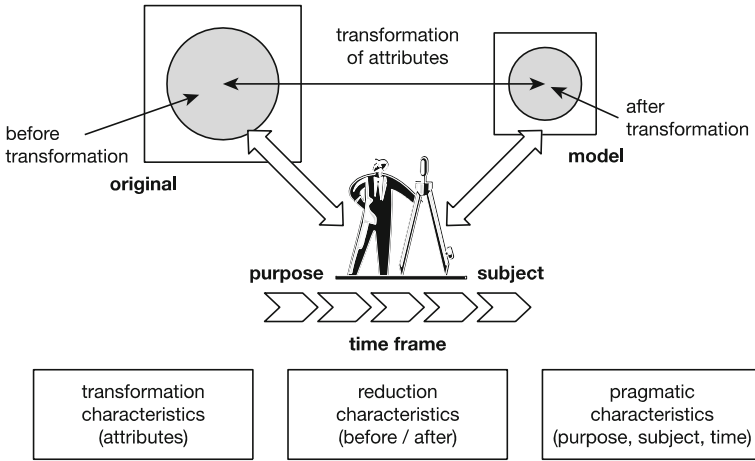 transformation
of attributes
before
transformation
after
transformation
original
model
purpose
subject
time frame
transformation
characteristics
(attributes)
reduction
characteristics
(before / after)
pragmatic
characteristics
(purpose, subject, time)